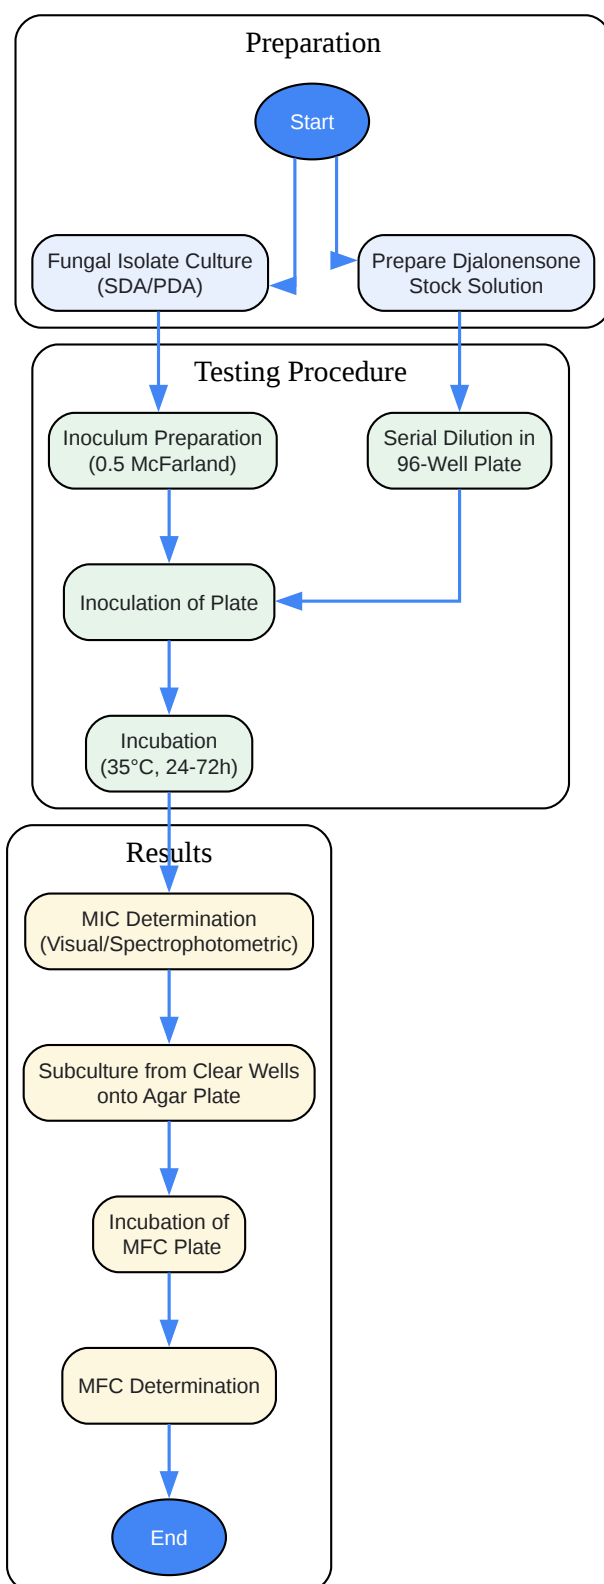 Preparation
Start
Fungal Isolate Culture
(SDA/PDA)
Prepare Djalonensone
Stock Solution
Testing Procedure
Inoculum Preparation
(0.5 McFarland)
Serial Dilution in
96-Well Plate
Inoculation of Plate
Incubation
(35°C, 24-72h)
Results
MIC Determination
(Visual/Spectrophotometric)
Subculture from Clear Wells
onto Agar Plate
Incubation of
MFC Plate
MFC Determination
End